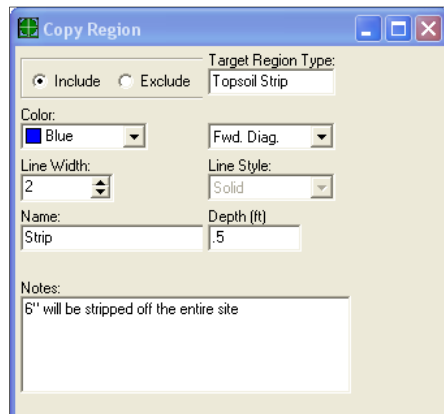 Copy Region
Target Region Type:
Include Exclude Topsoil Strip
Color:
Blue Fwd. Diag.
Line Width: Line Style:
2 Solid
Name: Depth (ft)
Strip .5
Notes:
6" will be stripped off the entire site